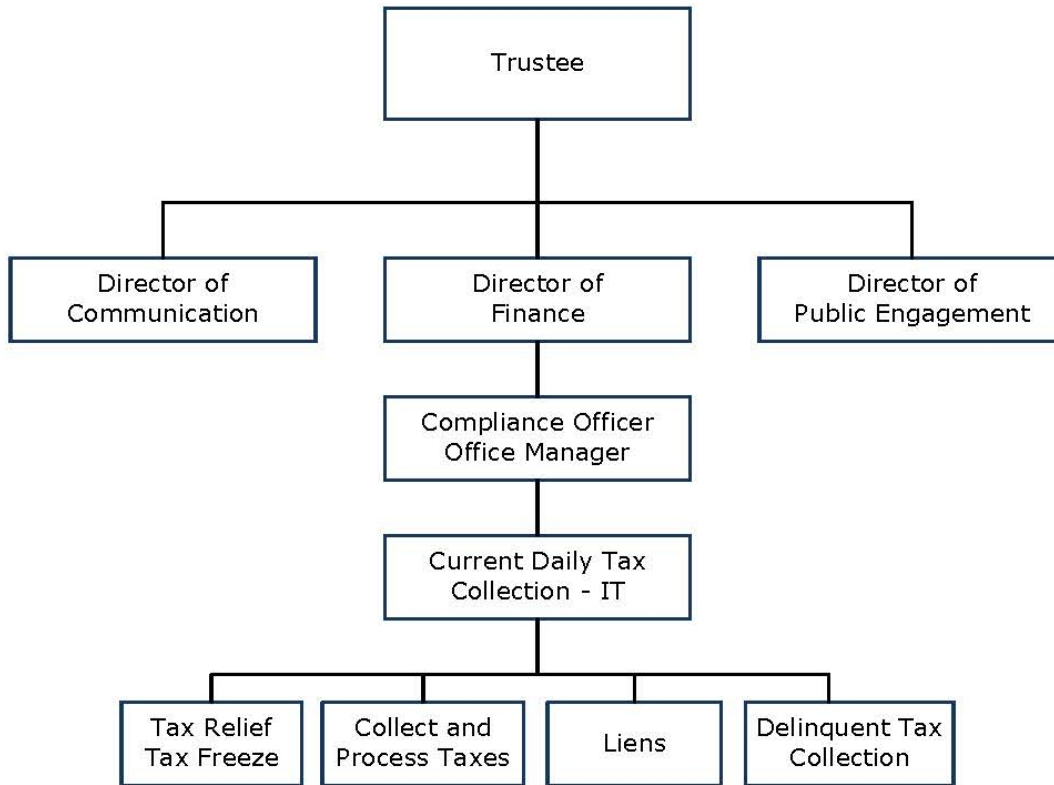 Trustee
Director of
Communication
Director of
Finance
Director of
Public Engagement
Compliance Officer
Office Manager
Current Daily Tax
Collection - IT
Tax Relief
Tax Freeze
Collect and
Process Taxes
Liens
Delinquent Tax
Collection